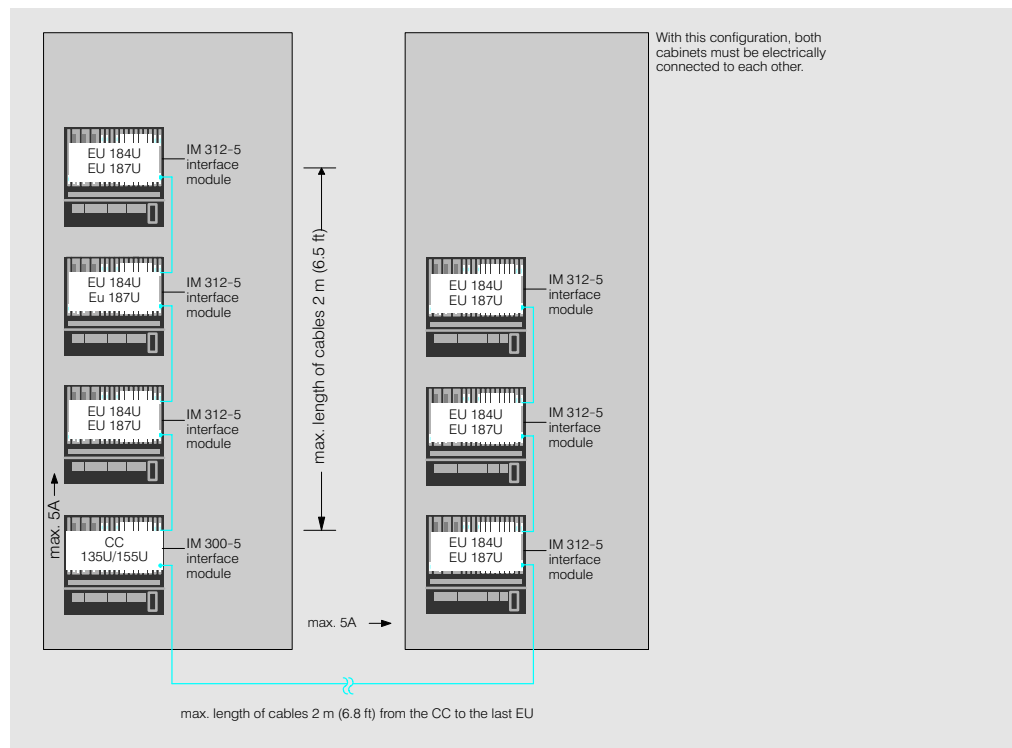 With this configuration, both
cabinets must be electrically
connected to each other.
EU 184U
EU 187U
IM 312-5
interface
module
EU 184U
Eu 187U
IM 312-5
interface
module
EU 184U
EU 187U
IM 312-5
interface
module
CC
135U/155U
IM 300-5
interface
module
max. 5A
max. length of cables 2 m (6.5 ft)
EU 184U
EU 187U
IM 312-5
interface
module
EU 184U
EU 187U
IM 312-5
interface
module
EU 184U
EU 187U
IM 312-5
interface
module
max. 5A
max. length of cables 2 m (6.8 ft) from the CC to the last EU